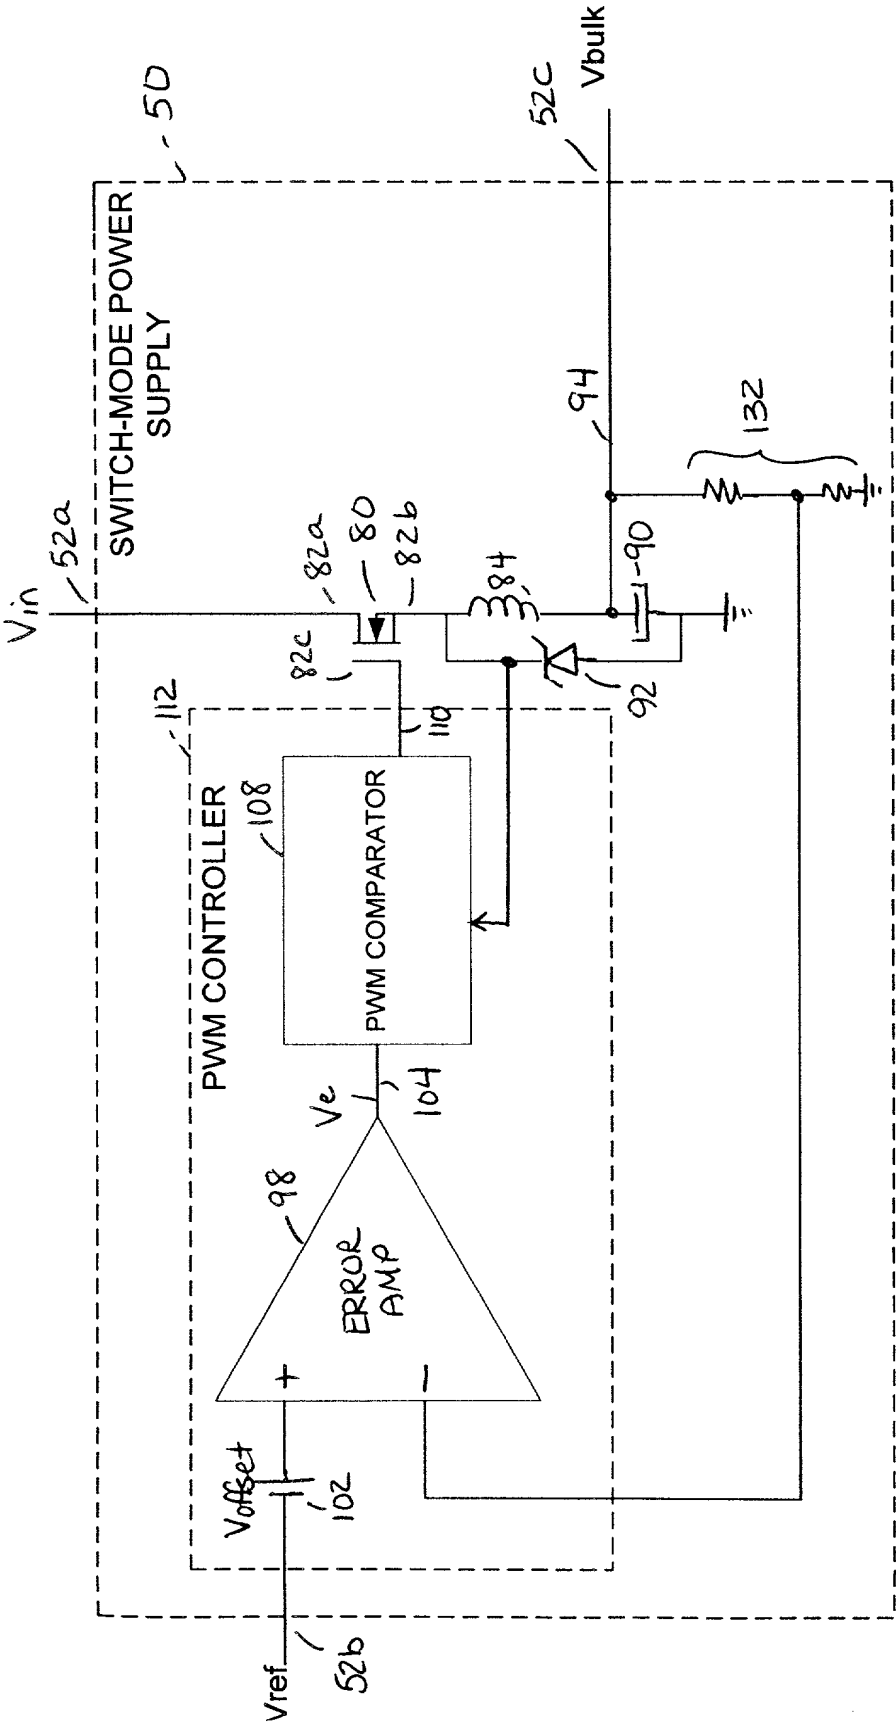 Vin
52a
50
SWITCH-MODE POWER
SUPPLY
112
PWM CONTROLLER
82a
80
82b
82c
108
110
PWM COMPARATOR
84
90
92
94
52c
Vbulk
132
Voffset
102
Vref
52b
+
−
ERROR
AMP
98
Ve
104